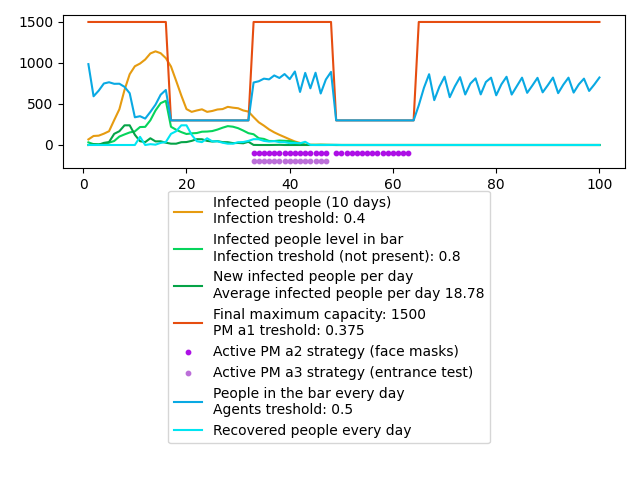 1500
1000
500
0
0 20 40 60 80 100
Infected people (10 days)
Infection treshold: 0.4
Infected people level in bar
Infection treshold (not present): 0.8
New infected people per day
Average infected people per day 18.78
Final maximum capacity: 1500
PM a1 treshold: 0.375
Active PM a2 strategy (face masks)
Active PM a3 strategy (entrance test)
People in the bar every day
Agents treshold: 0.5
Recovered people every day